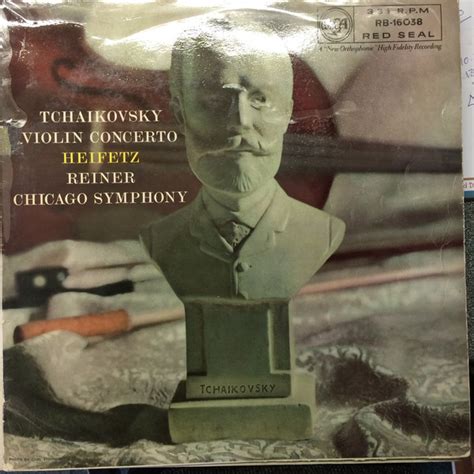 33⅓ R.P.M
RCA
RB-16038
RED SEAL
A "New Orthophonic" High Fidelity Recording
TCHAIKOVSKY
VIOLIN CONCERTO
HEIFETZ
REINER
CHICAGO SYMPHONY
TCHAIKOVSKY